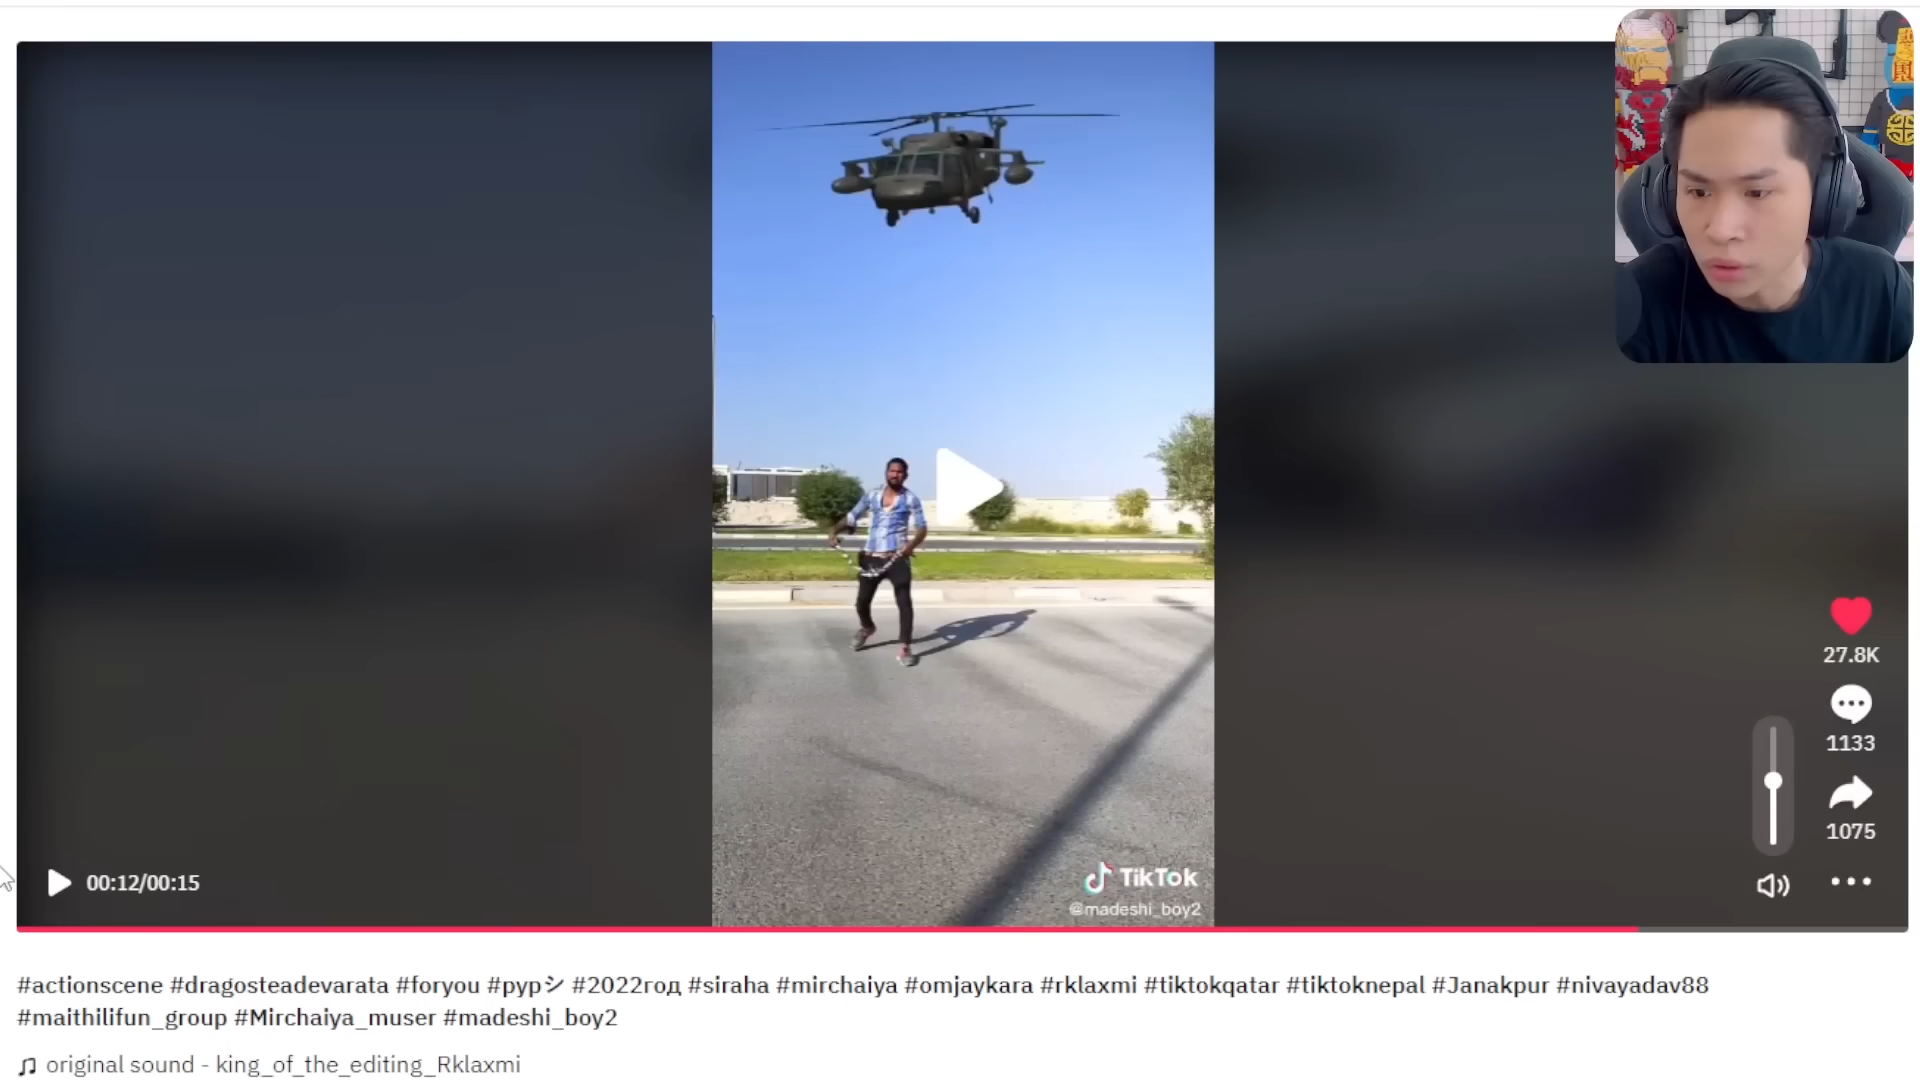 27.8K
1133
1075
00:12/00:15
TikTok
@madeshi_boy2
#actionscene #dragosteadevarata #foryou #pypシ #2022год #siraha #mirchaiya #omjaykara #rklaxmi #tiktokqatar #tiktoknepal #Janakpur #nivayadav88
#maithilifun_group #Mirchaiya_muser #madeshi_boy2
original sound - king_of_the_editing_Rklaxmi